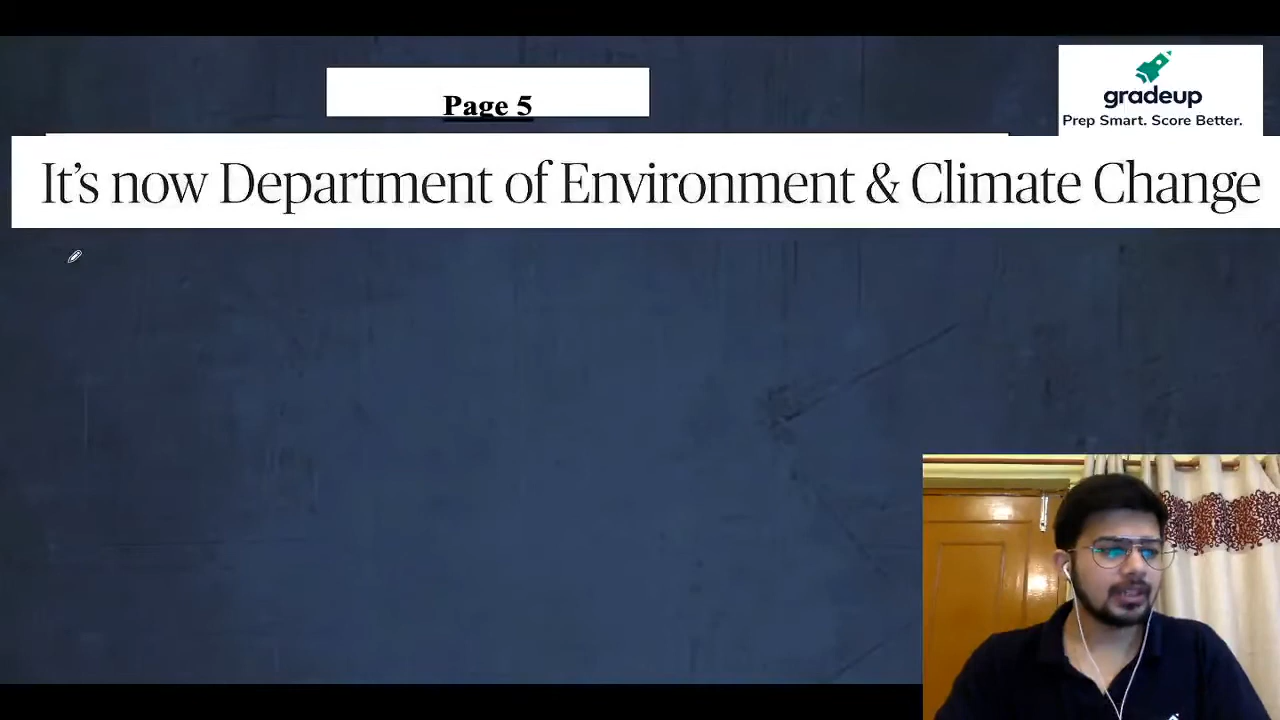 Page 5
gradeup
Prep Smart. Score Better.
It’s now Department of Environment & Climate Change